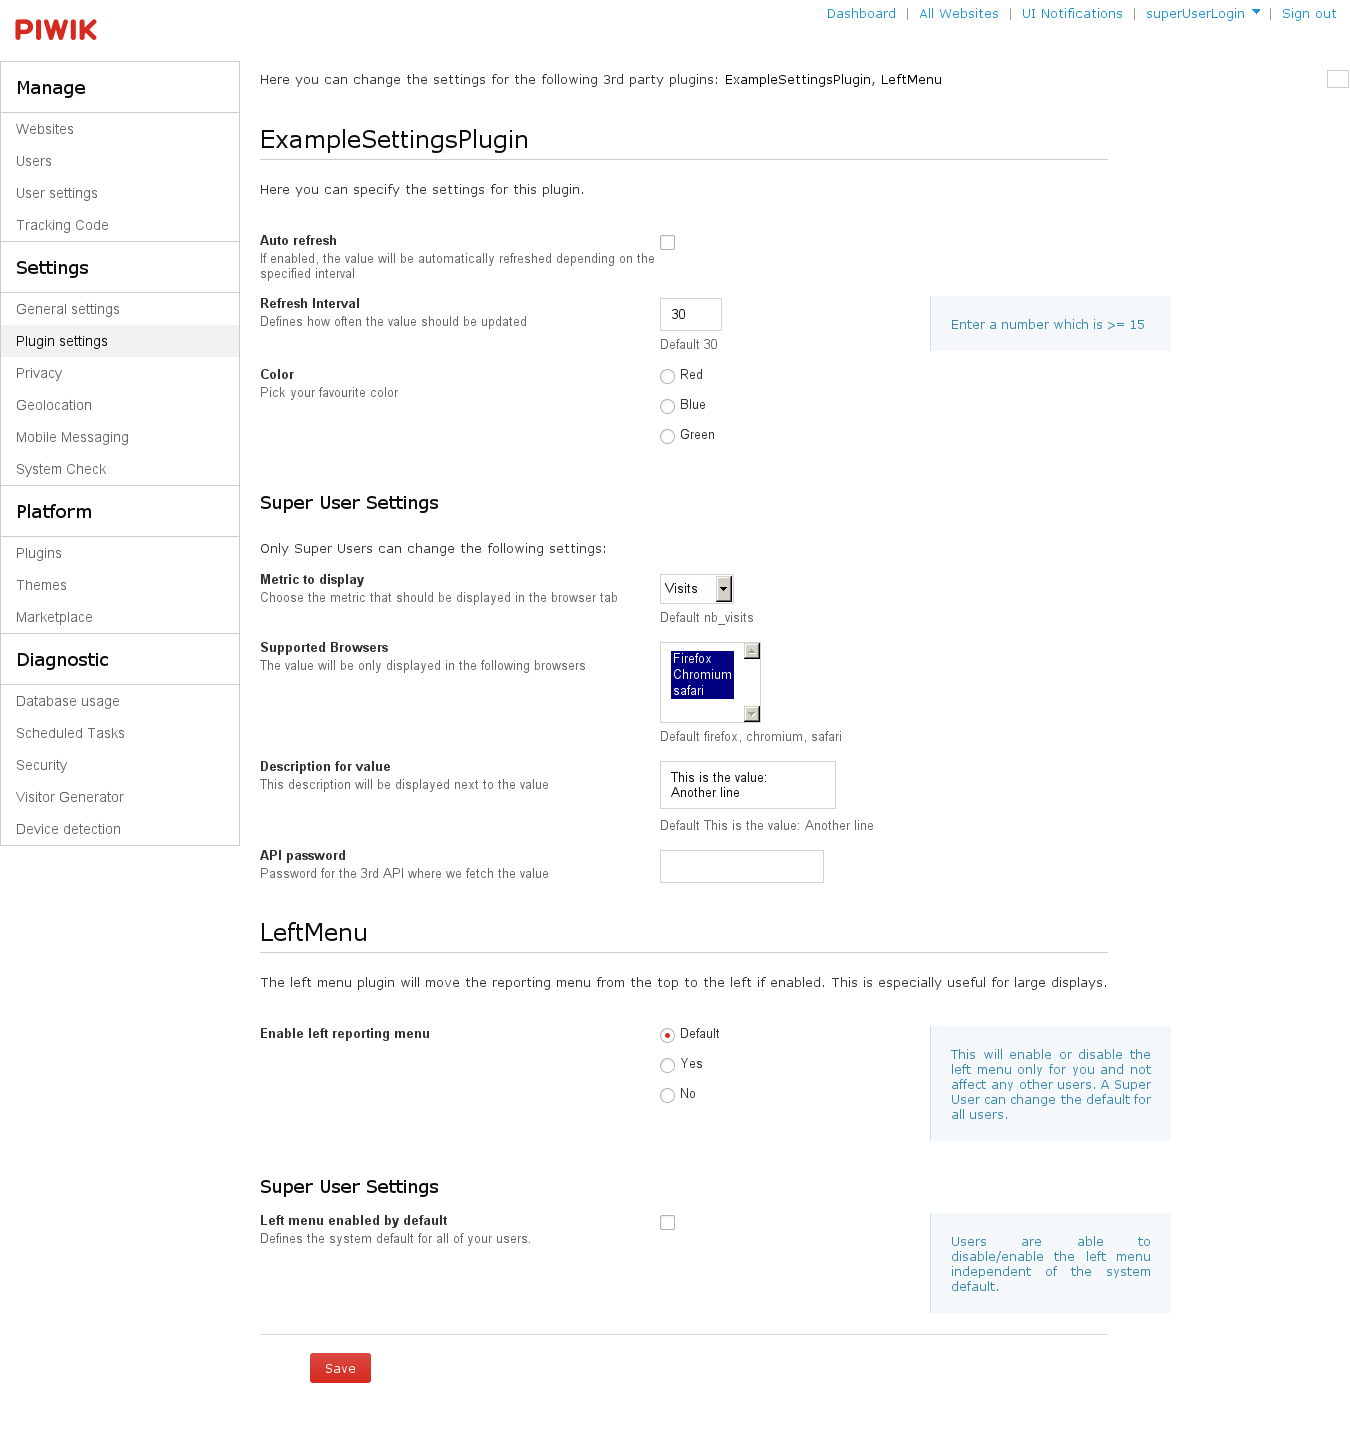 PIWIK
Dashboard | All Websites | UI Notifications | superUserLogin | Sign out
Manage
Websites
Users
User settings
Tracking Code
Settings
General settings
Plugin settings
Privacy
Geolocation
Mobile Messaging
System Check
Platform
Plugins
Themes
Marketplace
Diagnostic
Database usage
Scheduled Tasks
Security
Visitor Generator
Device detection
Here you can change the settings for the following 3rd party plugins: ExampleSettingsPlugin, LeftMenu
ExampleSettingsPlugin
Here you can specify the settings for this plugin.
Auto refresh
If enabled, the value will be automatically refreshed depending on the
specified interval
Refresh Interval
Defines how often the value should be updated
30
Default 30
Enter a number which is >= 15
Color
Pick your favourite color
Red
Blue
Green
Super User Settings
Only Super Users can change the following settings:
Metric to display
Choose the metric that should be displayed in the browser tab
Visits
Default nb_visits
Supported Browsers
The value will be only displayed in the following browsers
Firefox
Chromium
safari
Default firefox, chromium, safari
Description for value
This description will be displayed next to the value
This is the value:
Another line
Default This is the value: Another line
API password
Password for the 3rd API where we fetch the value
LeftMenu
The left menu plugin will move the reporting menu from the top to the left if enabled. This is especially useful for large displays.
Enable left reporting menu
Default
Yes
No
This will enable or disable the
left menu only for you and not
affect any other users. A Super
User can change the default for
all users.
Super User Settings
Left menu enabled by default
Defines the system default for all of your users.
Users are able to
disable/enable the left menu
independent of the system
default.
Save